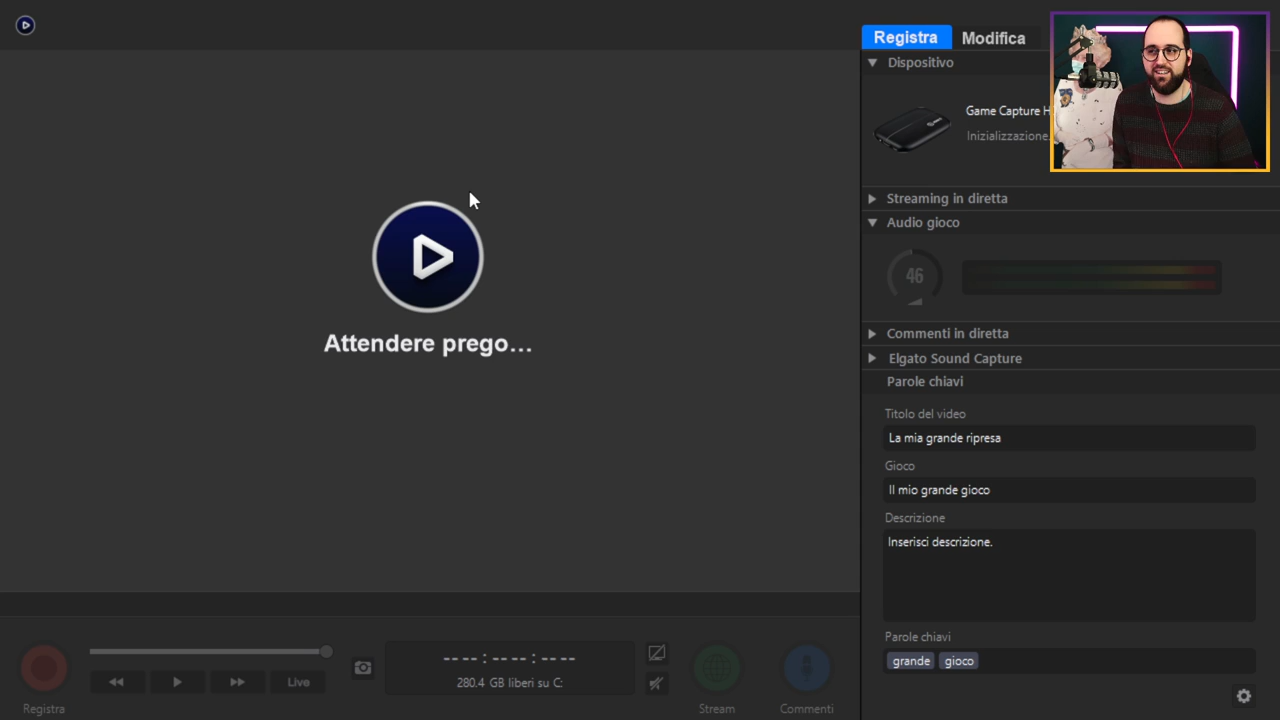 Registra
Modifica
Dispositivo
Game Capture H
Inizializzazione.
Streaming in diretta
Audio gioco
46
Attendere prego...
Commenti in diretta
Elgato Sound Capture
Parole chiavi
Titolo del video
La mia grande ripresa
Gioco
Il mio grande gioco
Descrizione
Inserisci descrizione.
Parole chiavi
grande gioco
-- -- : -- -- : -- --
280.4 GB liberi su C:
Live
Registra
Stream
Commenti